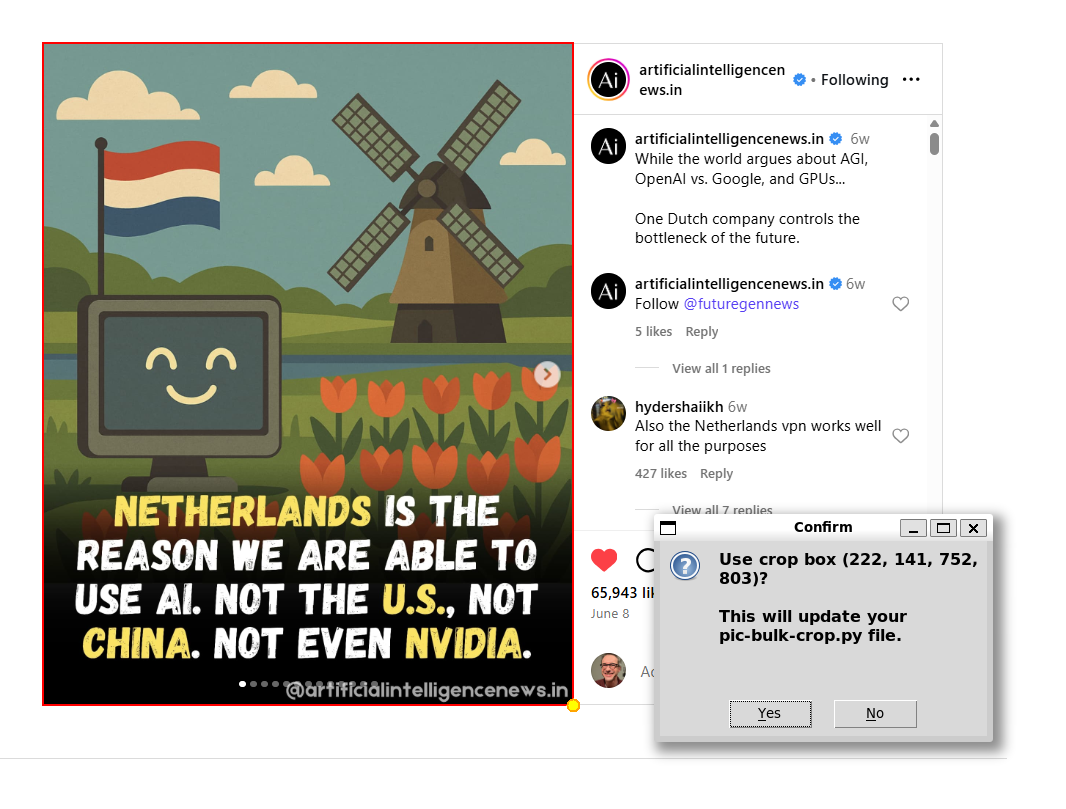 NETHERLANDS IS THE
REASON WE ARE ABLE TO
USE AI. NOT THE U.S., NOT
CHINA. NOT EVEN NVIDIA.
@artificialintelligencenews.in
Ai
artificialintelligencen
ews.in
• Following
Ai
artificialintelligencenews.in 6w
While the world argues about AGI,
OpenAI vs. Google, and GPUs...
One Dutch company controls the
bottleneck of the future.
Ai
artificialintelligencenews.in 6w
Follow @futuregennews
5 likes Reply
View all 1 replies
hydershaiikh 6w
Also the Netherlands vpn works well
for all the purposes
427 likes Reply
View all 7 replies
65,943 lik
June 8
Confirm
Use crop box (222, 141, 752,
803)?
This will update your
pic-bulk-crop.py file.
Yes
No